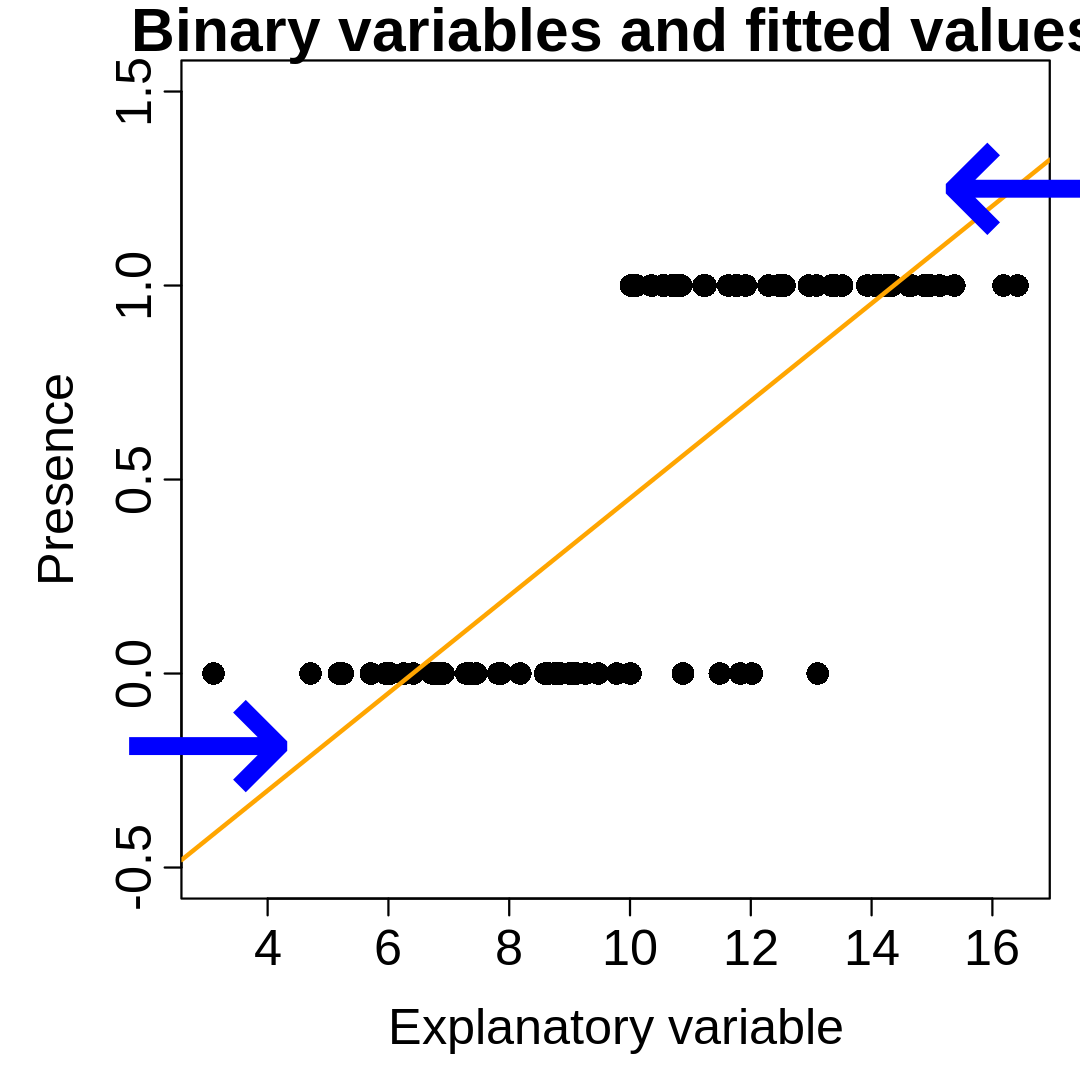 Binary variables and fitted values
1.5
1.0
0.5
0.0
-0.5
Presence
4 6 8 10 12 14 16
Explanatory variable